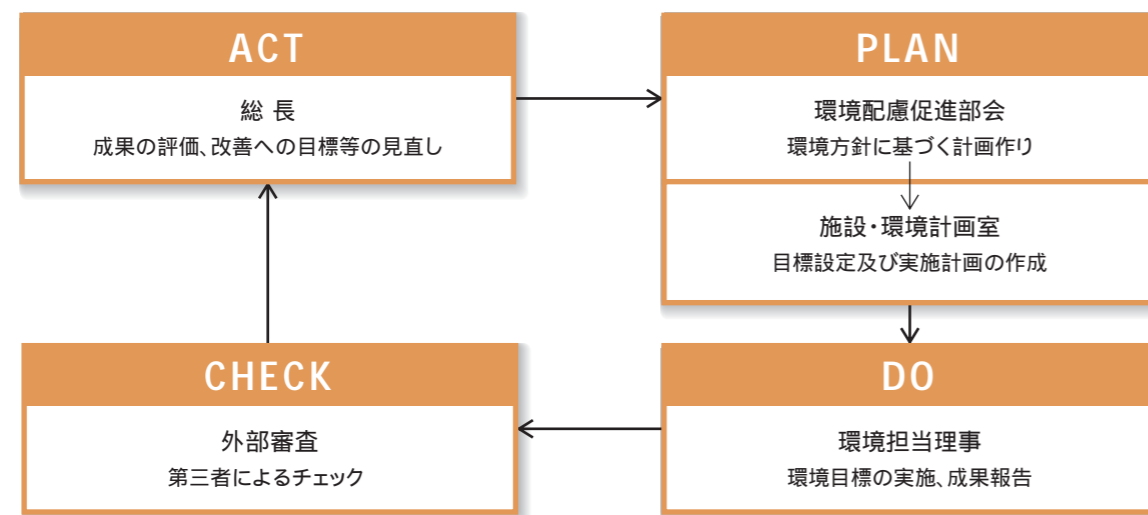 ACT
総 長
成果の評価、改善への目標等の見直し
PLAN
環境配慮促進部会
環境方針に基づく計画作り
施設・環境計画室
目標設定及び実施計画の作成
CHECK
外部審査
第三者によるチェック
DO
環境担当理事
環境目標の実施、成果報告